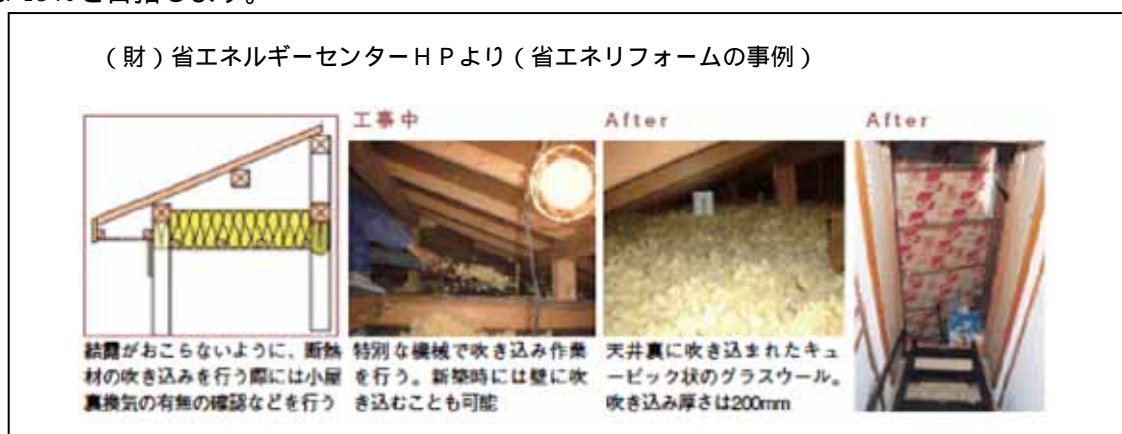 を目指します。
（財）省エネルギーセンターＨＰより（省エネリフォームの事例）
工事中
After
After
結露がおこらないように、断熱
材の吹き込みを行う際には小屋
裏換気の有無の確認などを行う
特別な機械で吹き込み作業
を行う。新築時には壁に吹
き込むことも可能
天井裏に吹き込まれたキュ
ービック状のグラスウール。
吹き込み厚さは200mm